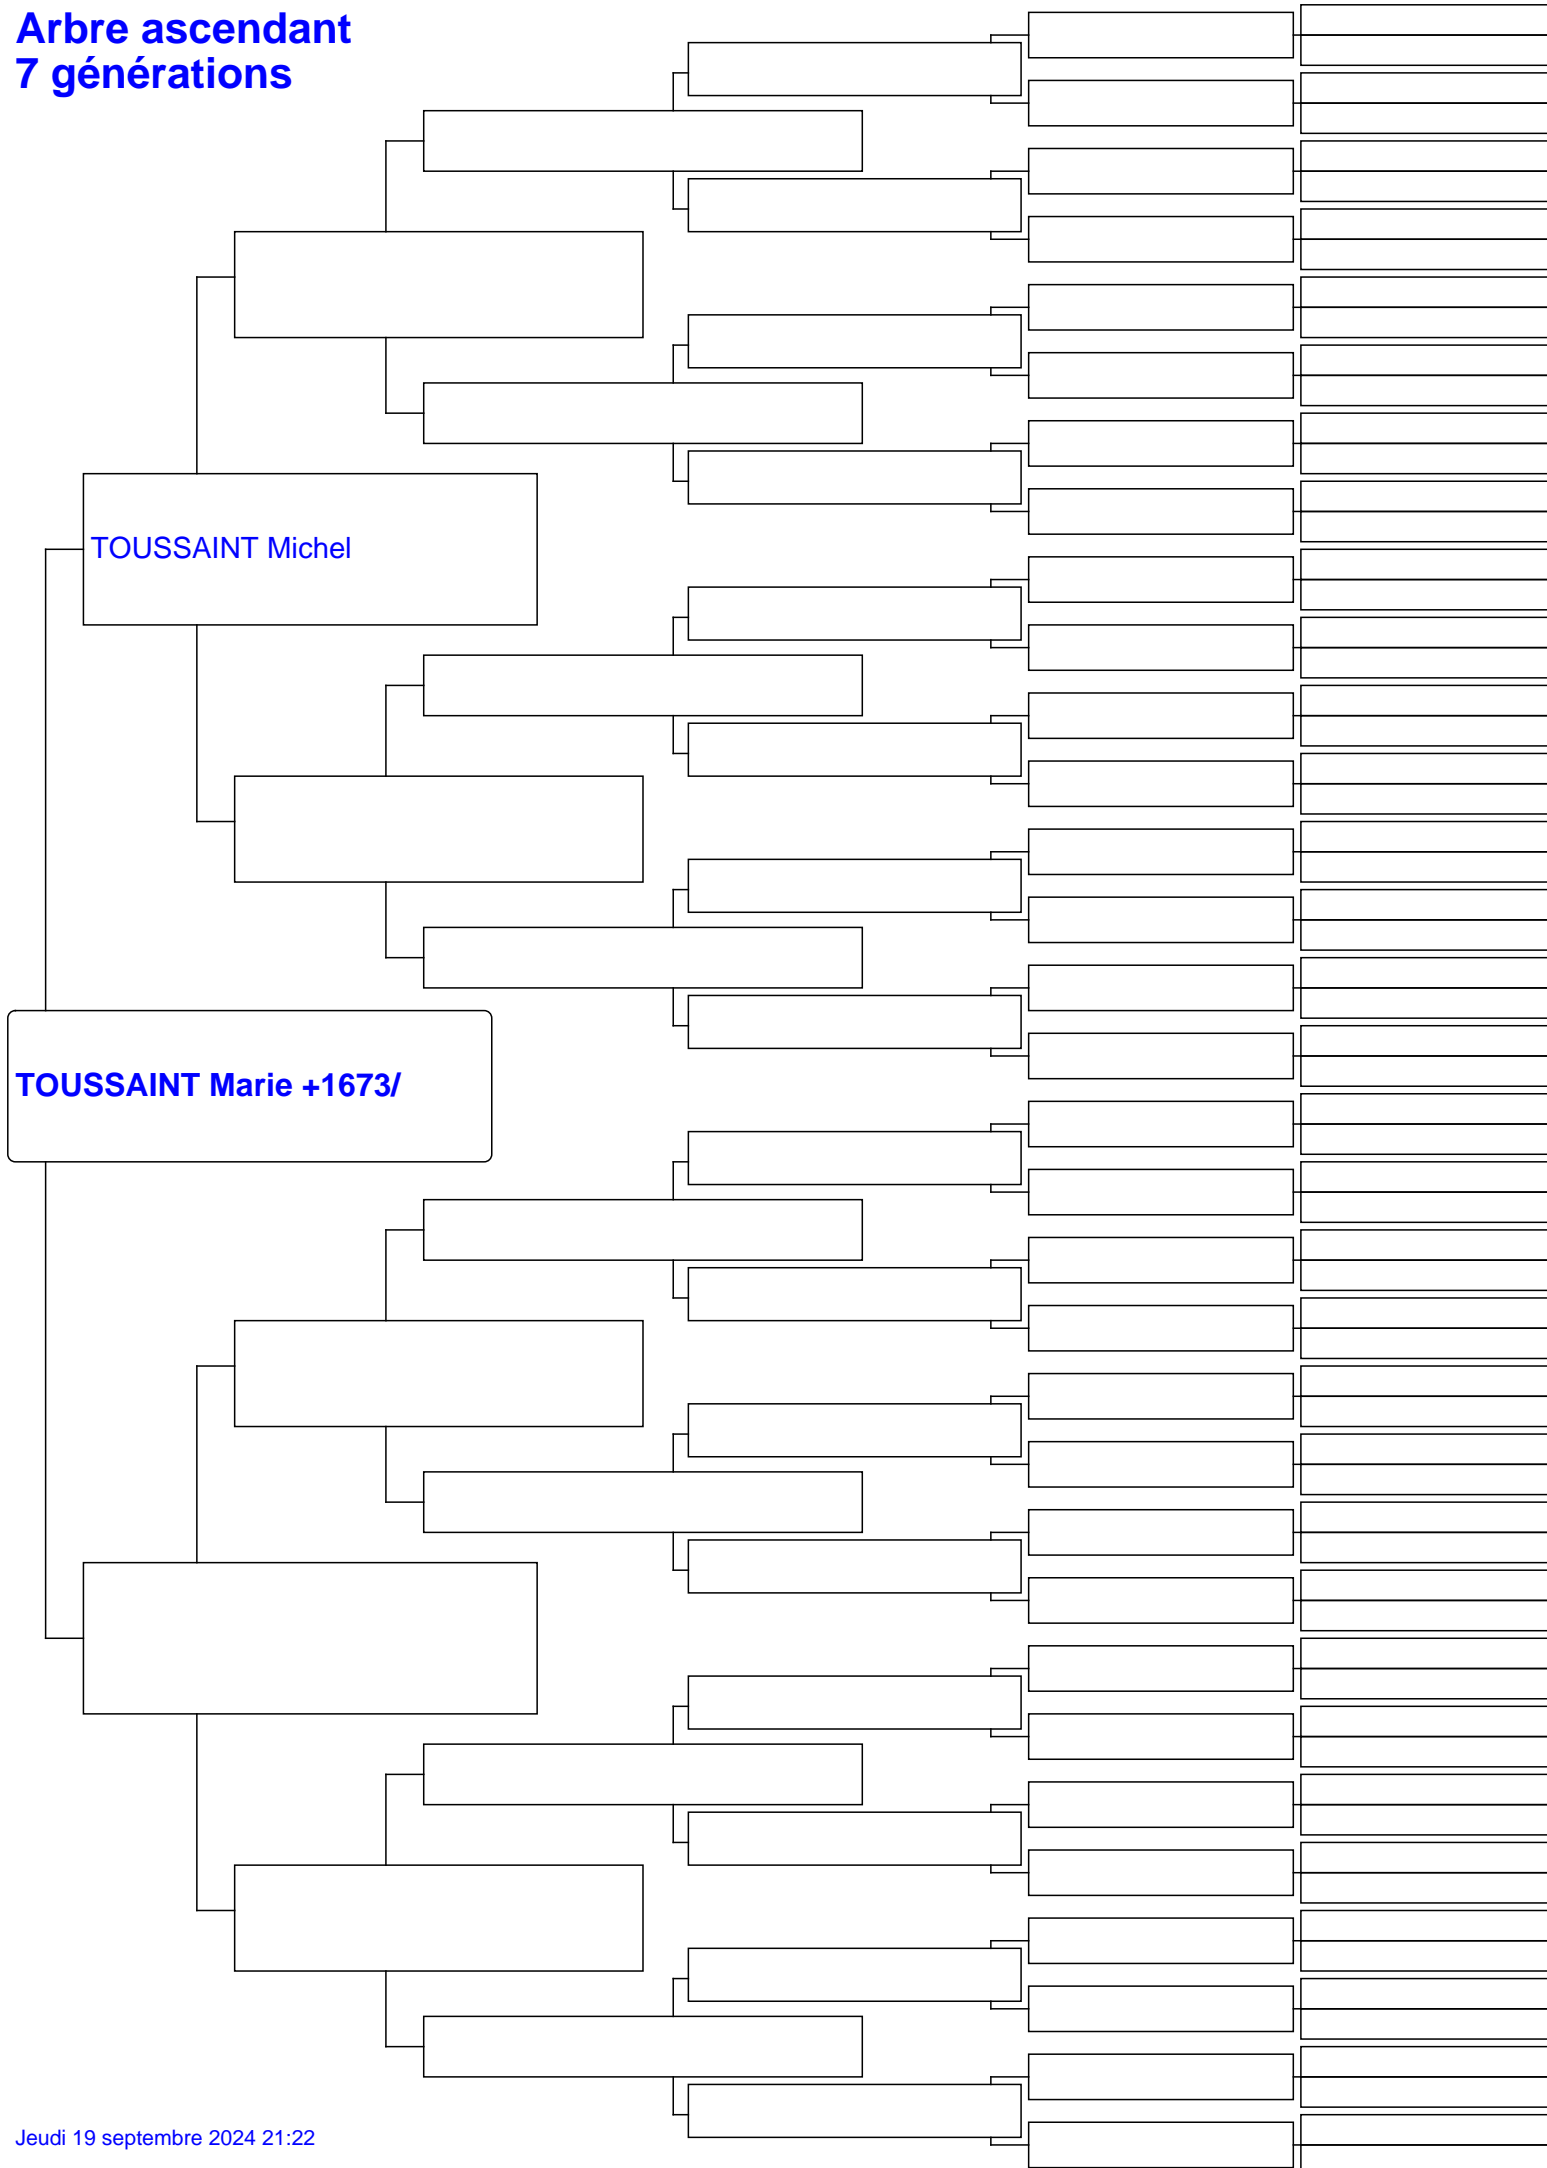 Arbre ascendant
7 générations
TOUSSAINT Michel
TOUSSAINT Marie +1673/
Jeudi 19 septembre 2024 21:22